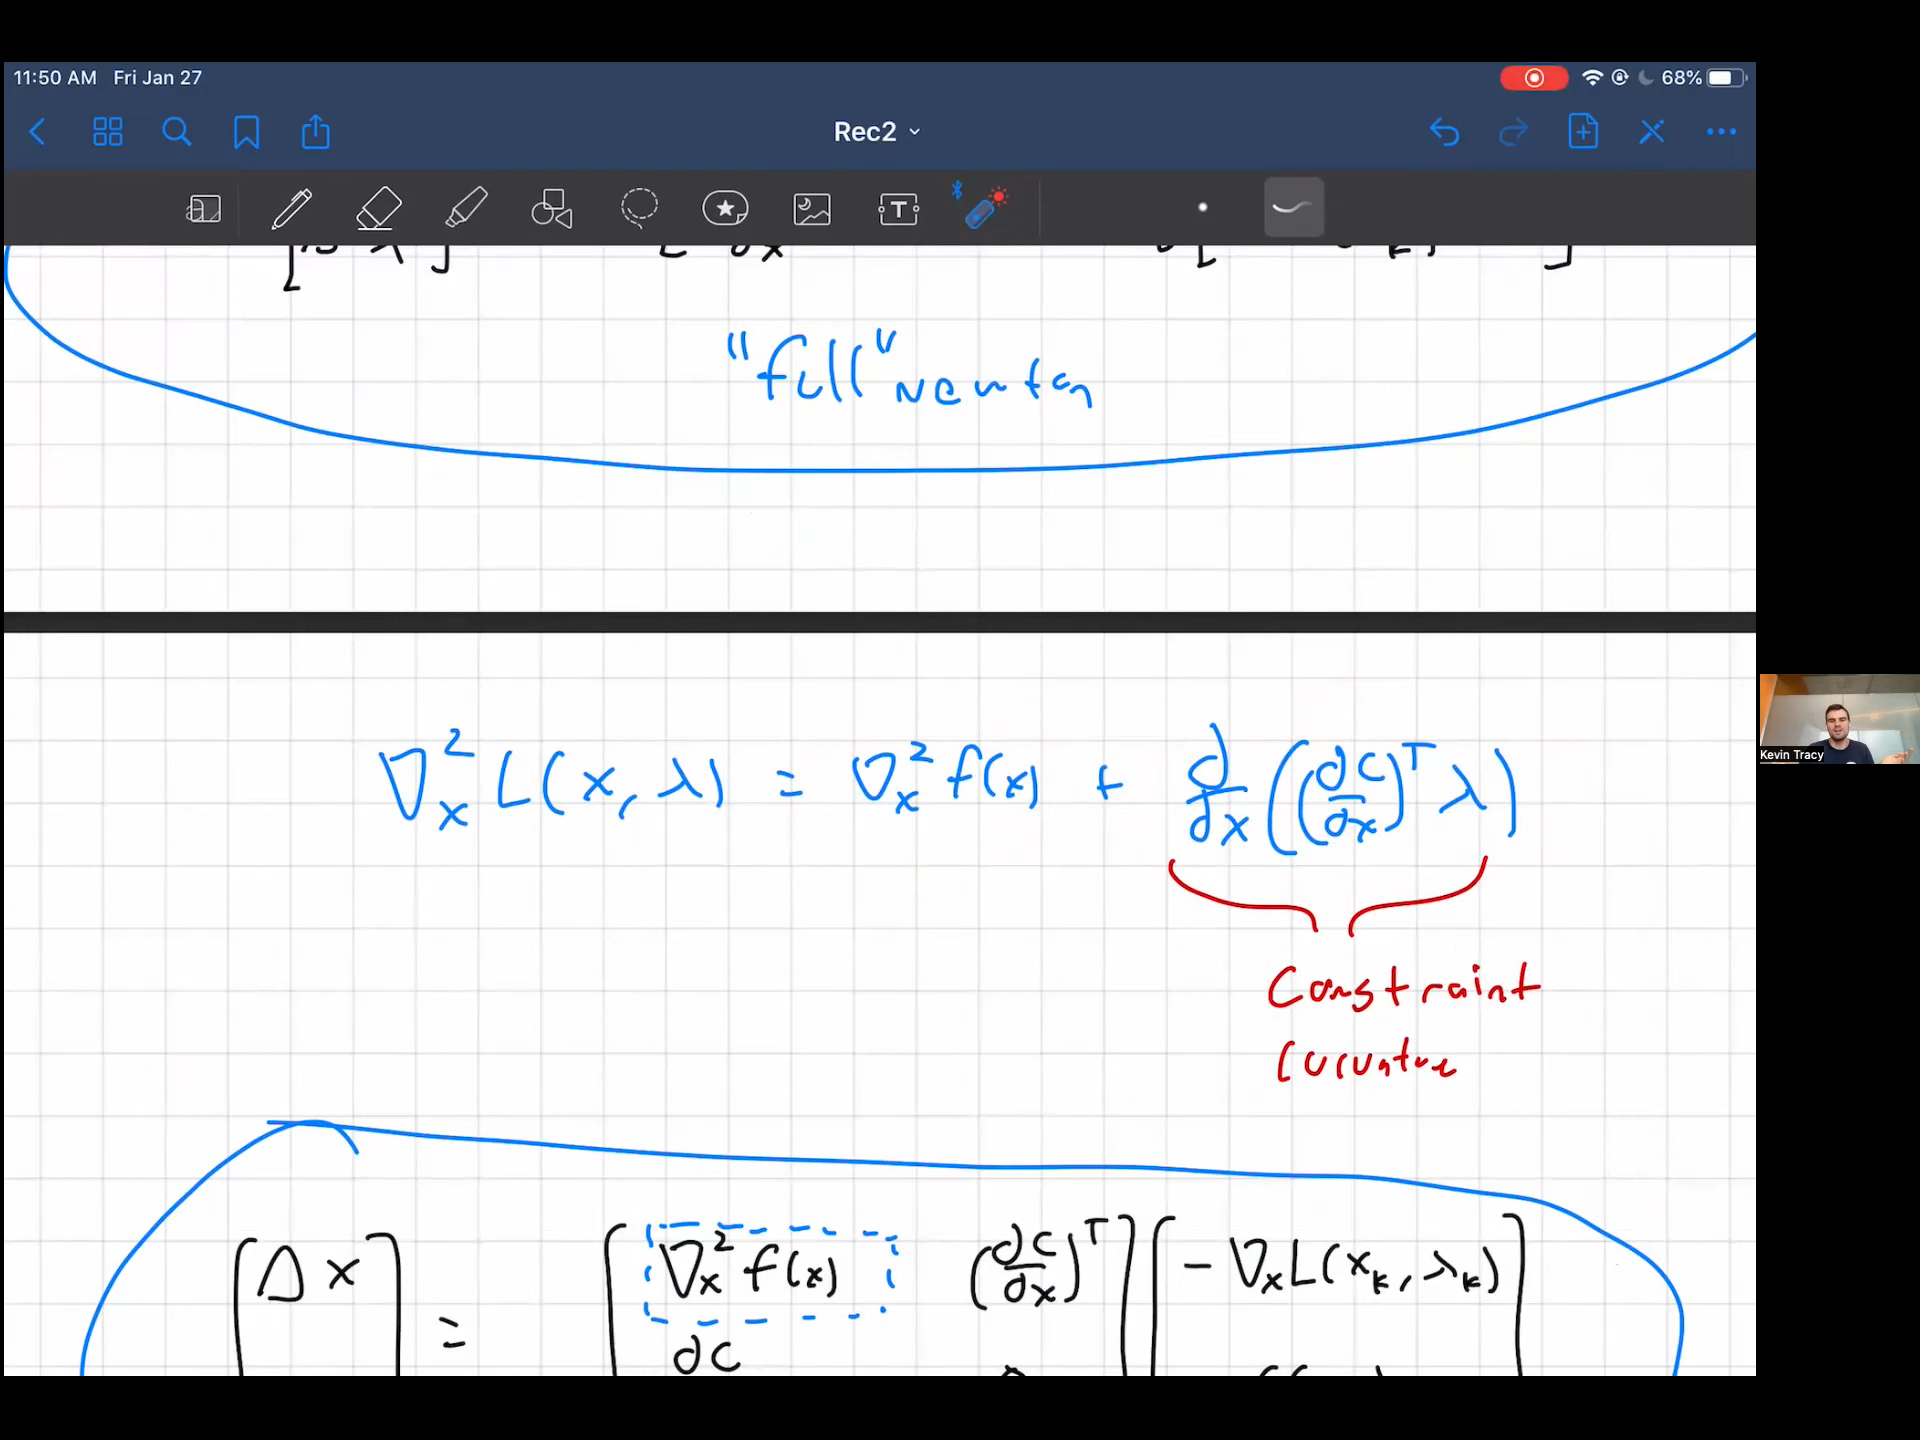 11:50 AM Fri Jan 27
68%
Rec2
T
"full" Newton
∇²ₓ L(x, λ) = ∇²ₓ f(x) + ∂/∂x((∂c/∂x)ᵀ λ)
Kevin Tracy
Constraint
Curvature
[Δx] = [∇²ₓ f(x) (∂c/∂x)ᵀ] [-∇ₓL(xₖ, λₖ)]
∂c